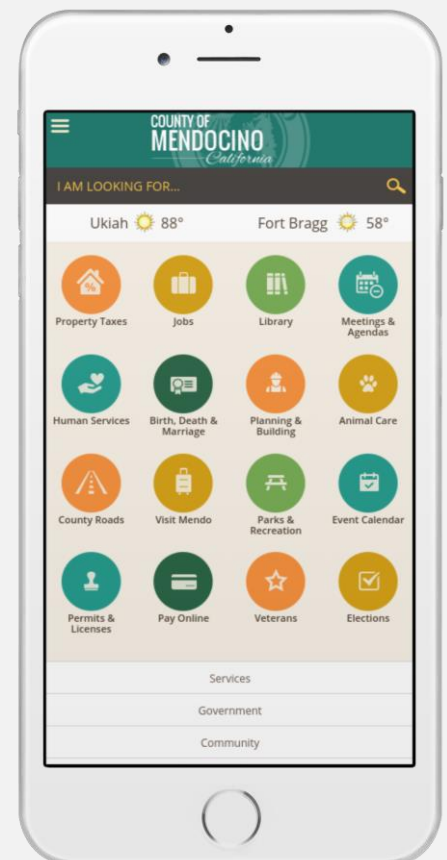 COUNTY OF
MENDOCINO
California
I AM LOOKING FOR...
Ukiah 88° Fort Bragg 58°
Property Taxes
Jobs
Library
Meetings &
Agendas
Human Services
Birth, Death &
Marriage
Planning &
Building
Animal Care
County Roads
Visit Mendo
Parks &
Recreation
Event Calendar
Permits &
Licenses
Pay Online
Veterans
Elections
Services
Government
Community